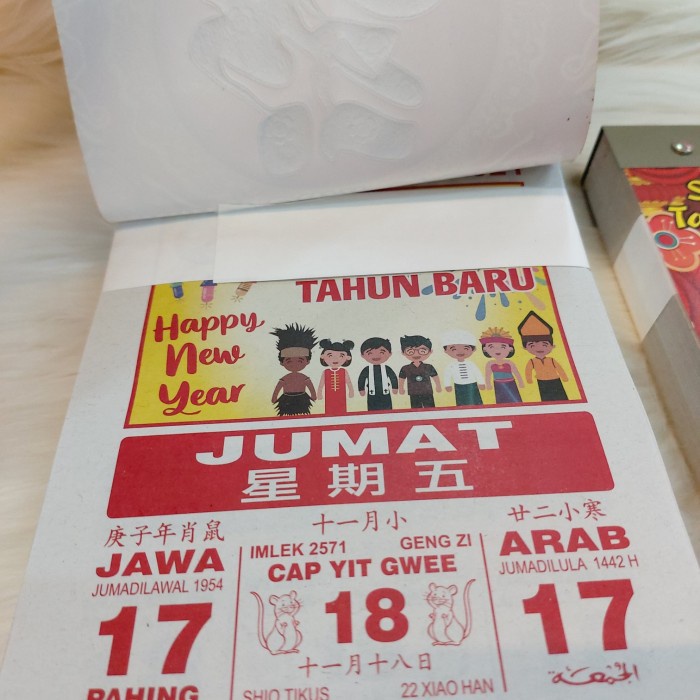 TAHUN BARU
Happy
New
Year
JUMAT
星期五
庚子年肖鼠
十一月小
廿二小寒
JAWA
IMLEK 2571
GENG ZI
ARAB
JUMADILAWAL 1954
CAP YIT GWEE
JUMADILULA 1442 H
17
18
17
十一月十八日
الجمعة
PAHING
SHIO TIKUS
22 XIAO HAN